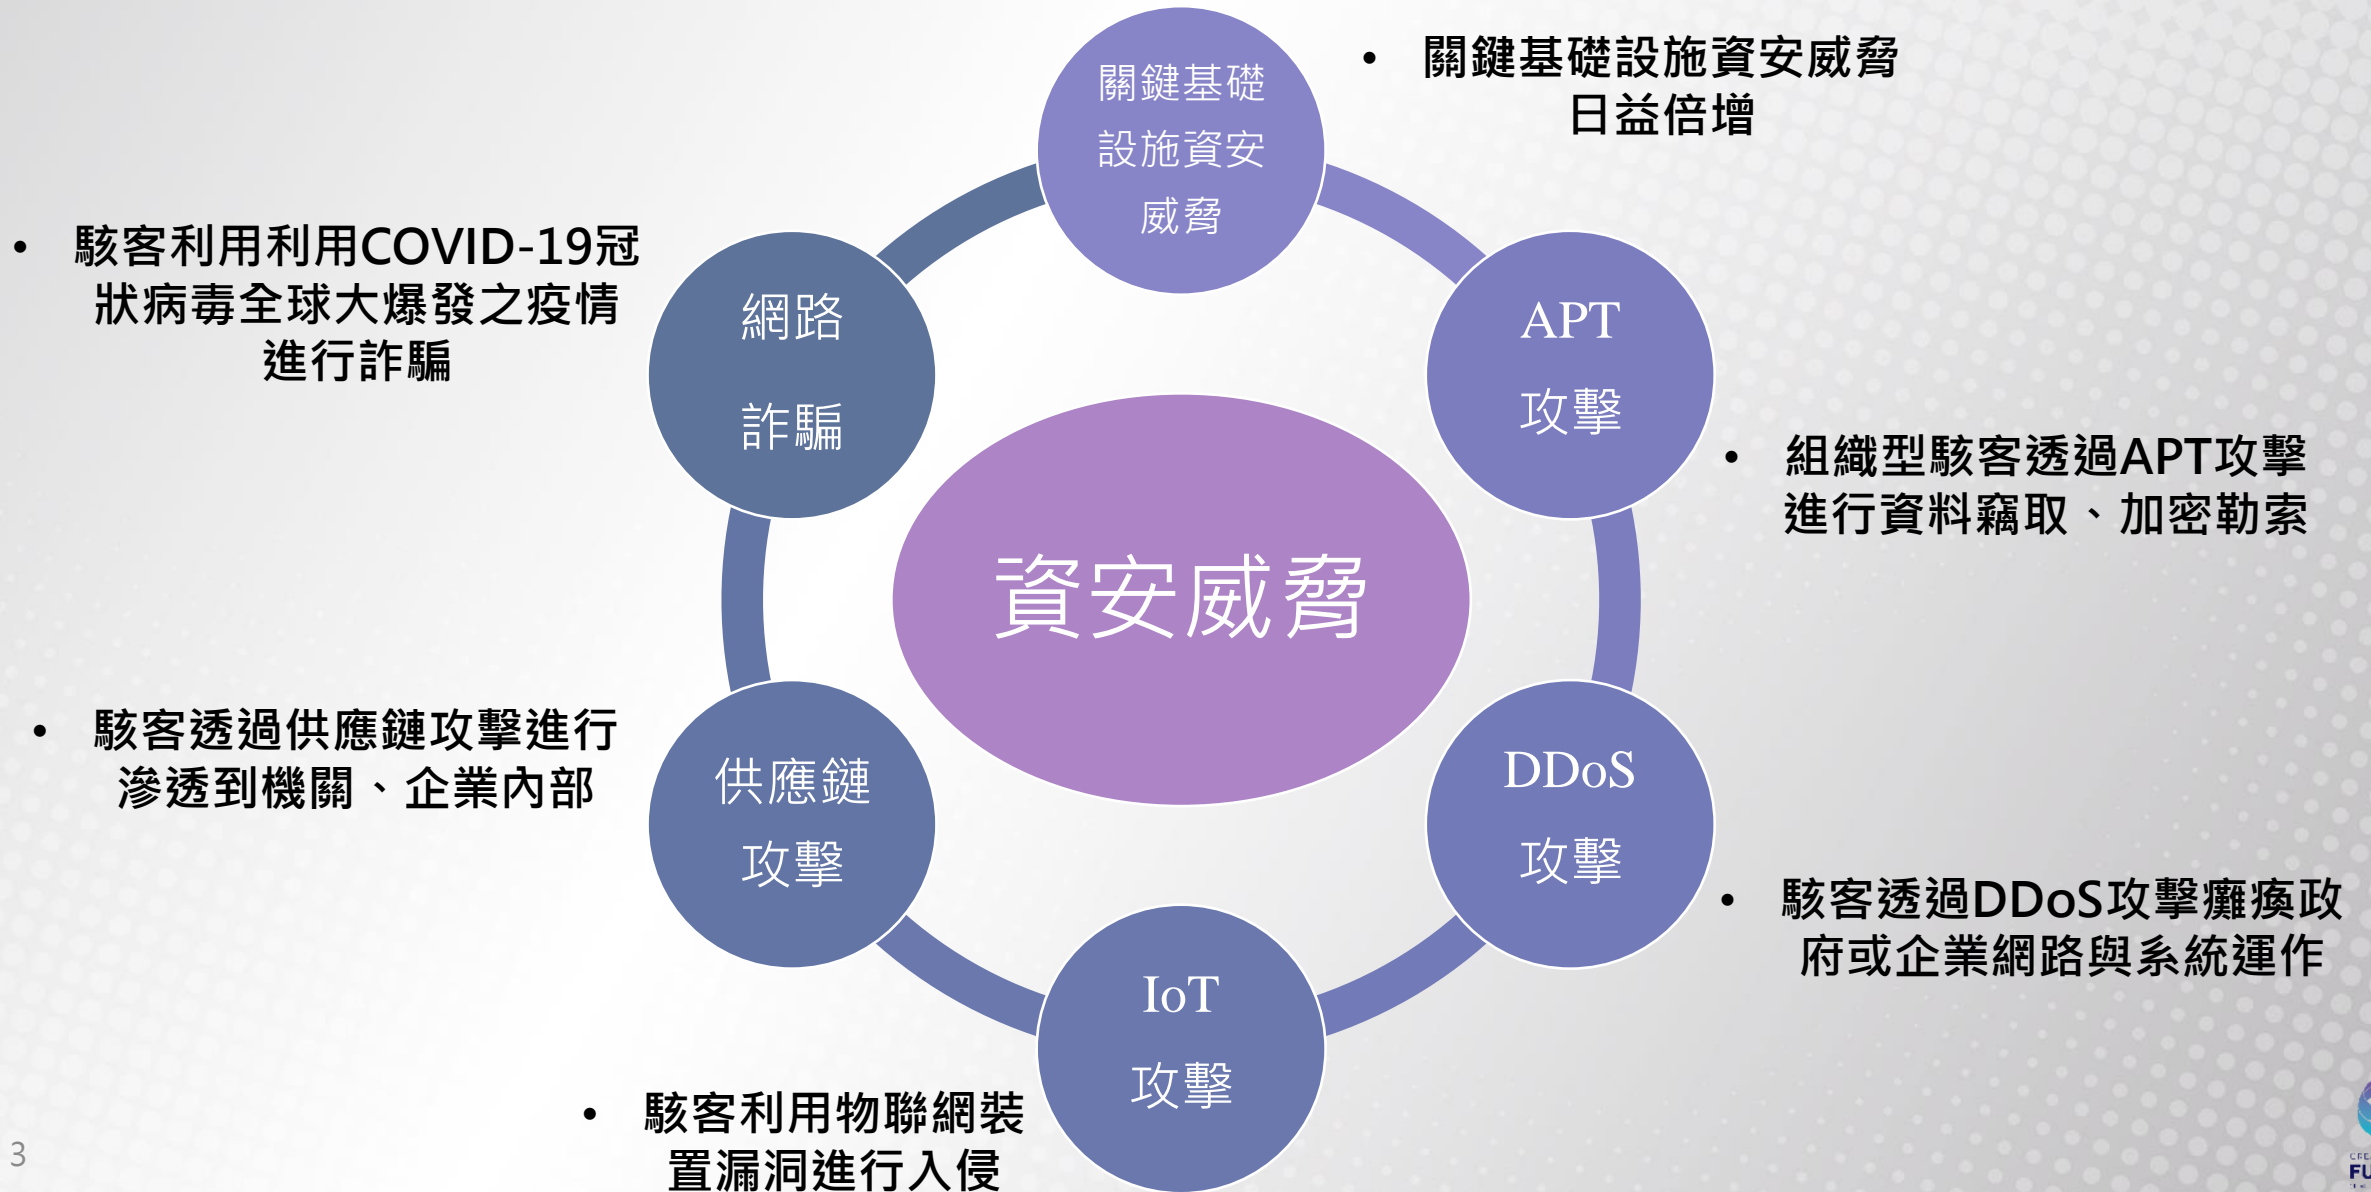 關鍵基礎
設施資安
威脅
• 關鍵基礎設施資安威脅
日益倍增
APT
攻擊
• 組織型駭客透過APT攻擊
進行資料竊取、加密勒索
DDoS
攻擊
• 駭客透過DDoS攻擊癱瘓政
府或企業網路與系統運作
IoT
攻擊
• 駭客利用物聯網裝
置漏洞進行入侵
供應鏈
攻擊
• 駭客透過供應鏈攻擊進行
滲透到機關、企業內部
網路
詐騙
• 駭客利用利用COVID-19冠
狀病毒全球大爆發之疫情
進行詐騙
資安威脅
3